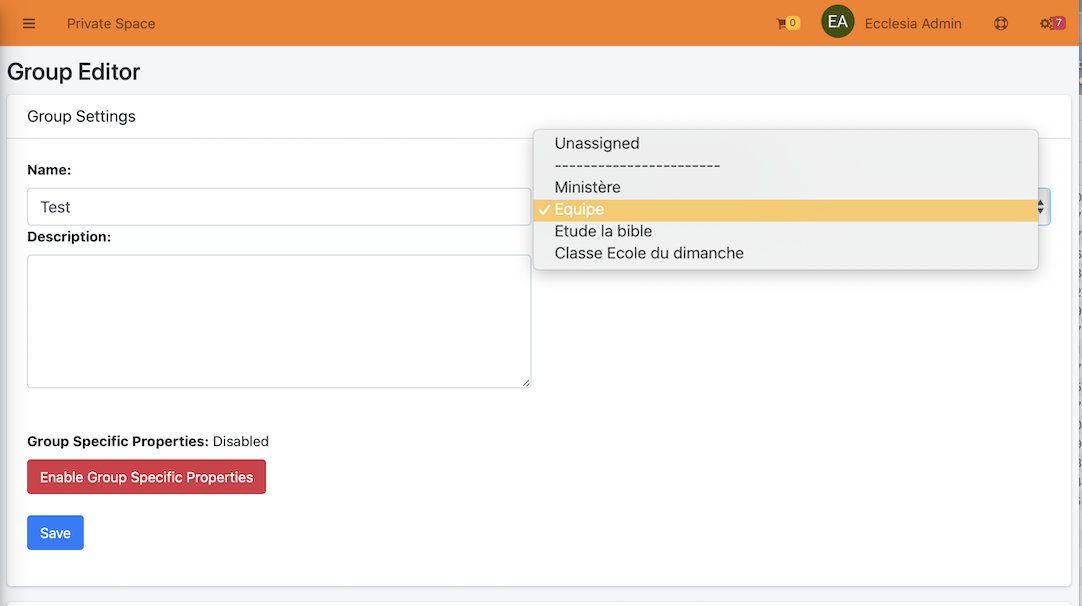 Private Space
0
EA
Ecclesia Admin
7
Group Editor
Group Settings
Name:
Test
Unassigned
-----------------------
Ministère
Equipe
Etude la bible
Classe Ecole du dimanche
Description:
Group Specific Properties: Disabled
Enable Group Specific Properties
Save